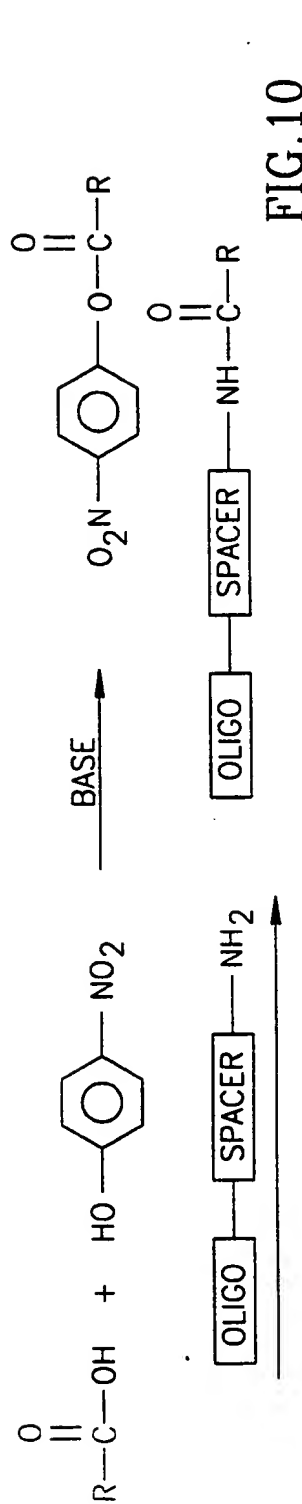 R–C(=O)–OH + HO–⌬–NO2 BASE O2N–⌬–O–C(=O)–R
OLIGO–SPACER–NH2 OLIGO–SPACER–NH–C(=O)–R
FIG.10